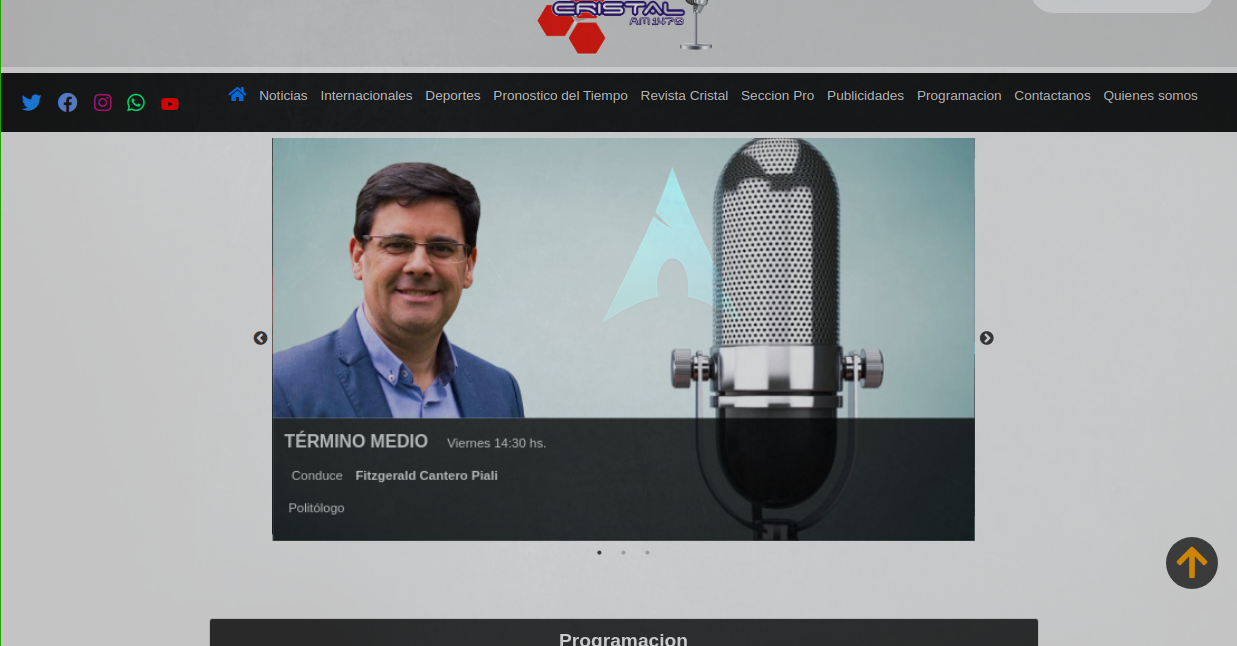 CRISTAL
AM 1470
Noticias Internacionales Deportes Pronostico del Tiempo Revista Cristal Seccion Pro Publicidades Programacion Contactanos Quienes somos
TÉRMINO MEDIO Viernes 14:30 hs.
Conduce Fitzgerald Cantero Piali
Politólogo
Programacion